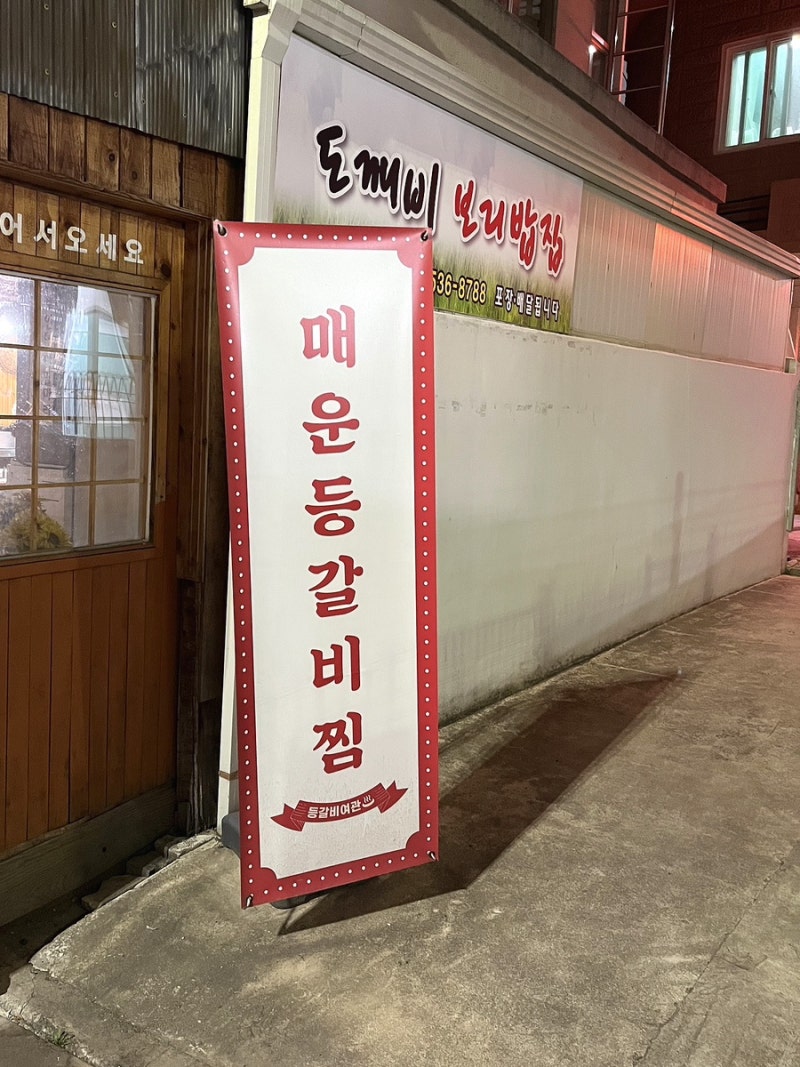 어서오세요
도깨비 보리밥집
636-8788 포장·배달됩니다
매운등갈비찜
등갈비여관